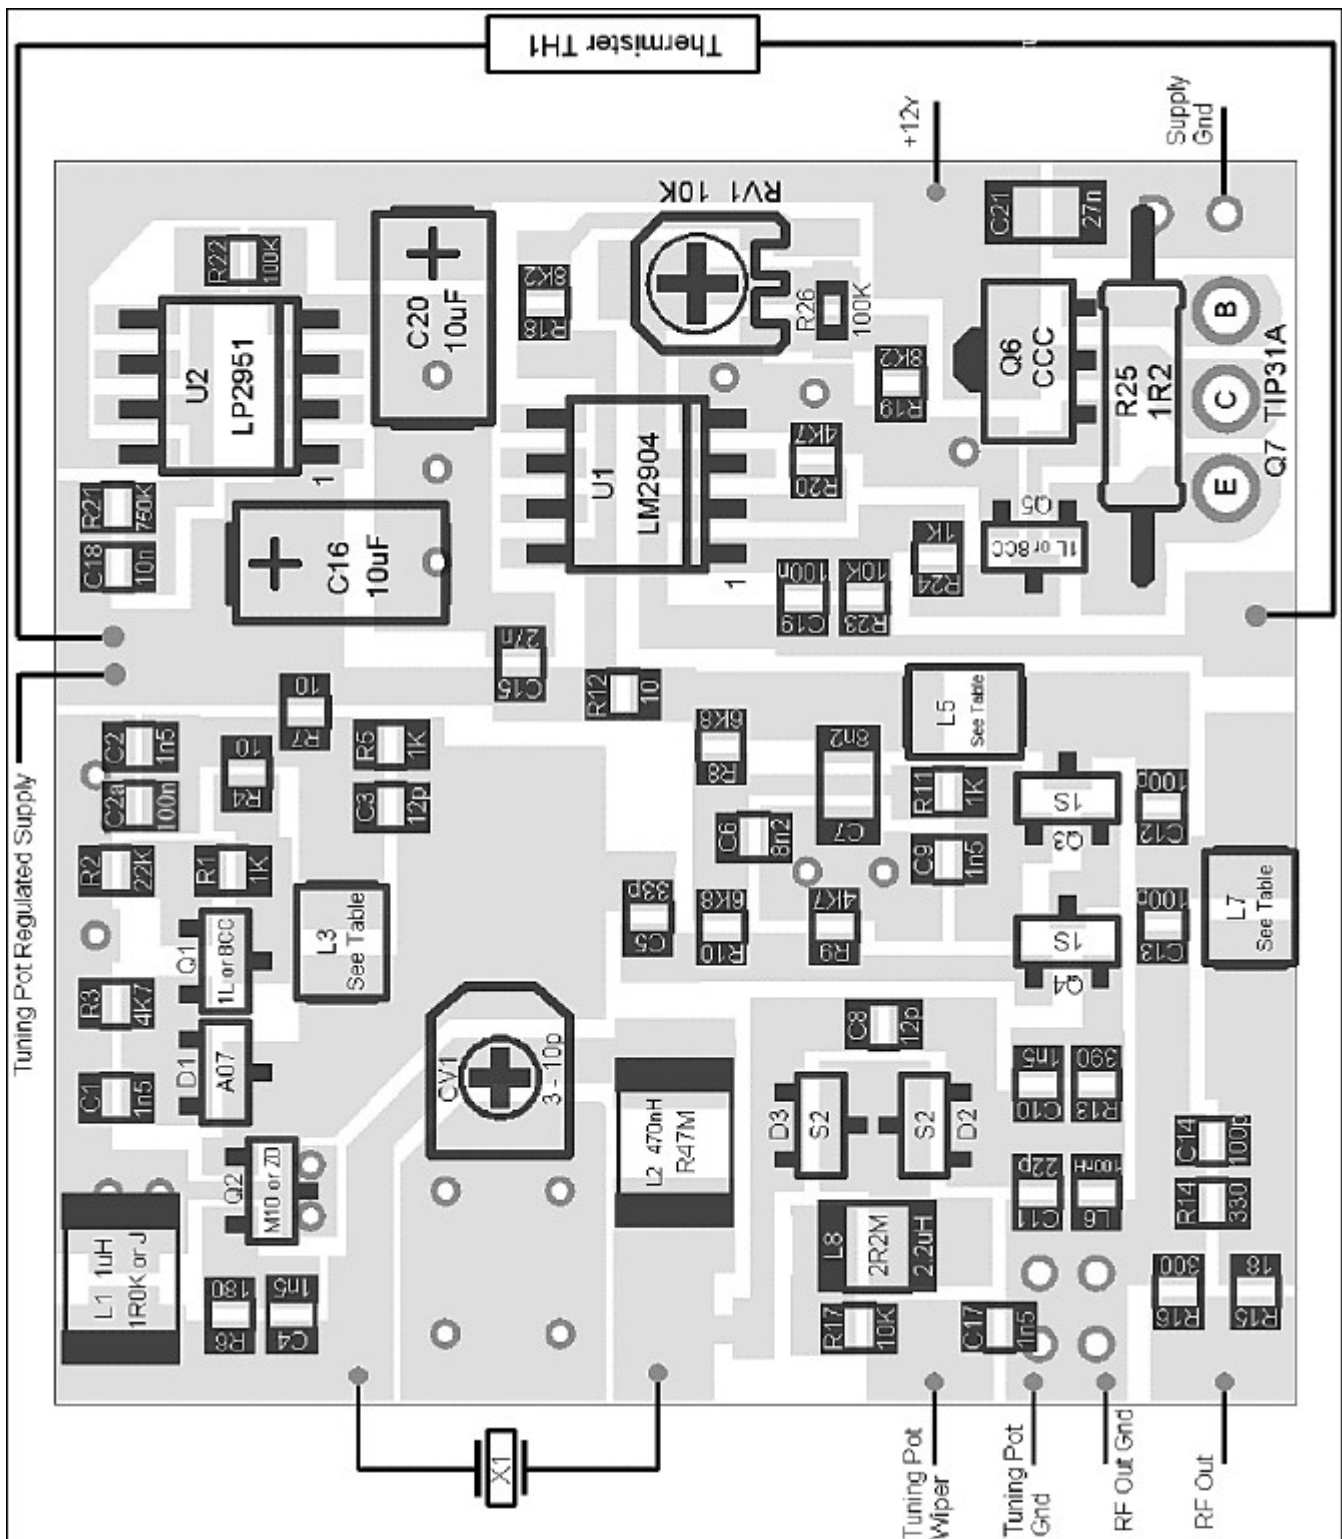 Thermister TH1
+12v
Supply
Gnd
RV1 10K
R22
100K
C20
10uF
8K2
R18
R26
100K
C21
27n
8K2
R19
Q6
CCC
R25
1R2
B
C
E
Q7 TIP31A
U2
LP2951
1
U1
LM2904
1
4K7
R20
R21
750K
C18
10n
C16
10uF
Q5
1L or 8CC
1K
R24
100n
C19
10K
R23
27n
C15
R12
10
Tuning Pot Regulated Supply
10
R7
C2
1n5
10
R4
R5
1K
C2a
100n
C3
12p
6K8
R8
8n2
C7
L5
See Table
R11
1K
1S
Q3
100p
C12
C6
8n2
R2
22K
R1
1K
C9
1n5
L3
See Table
33p
C5
6K8
R10
4K7
R9
1S
Q4
100p
C13
L7
See Table
Q1
1L or 8CC
R3
4K7
C8
12p
D1
A07
C1
1n5
CV1
3 - 10p
L2 470nH
R47M
D3
S2
S2
D2
1n5
C10
390
R13
C14
100p
Q2
M10 or Z0
22p
C11
100nH
L6
R14
330
L1 1uH
1R0K or J
L8
2R2M
2.2uH
180
R6
1n5
C4
R17
10K
C17
1n5
300
R16
18
R15
X1
Tuning Pot
Wiper
Tuning Pot
Gnd
RF Out Gnd
RF Out